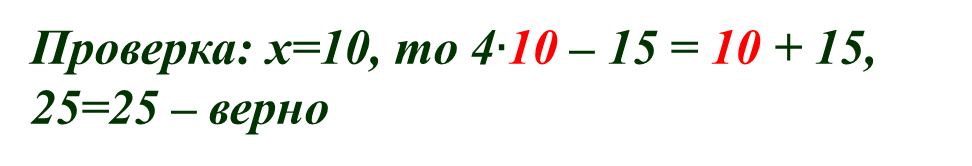 Проверка: х=10, то 4·10 – 15 = 10 + 15,
25=25 – верно